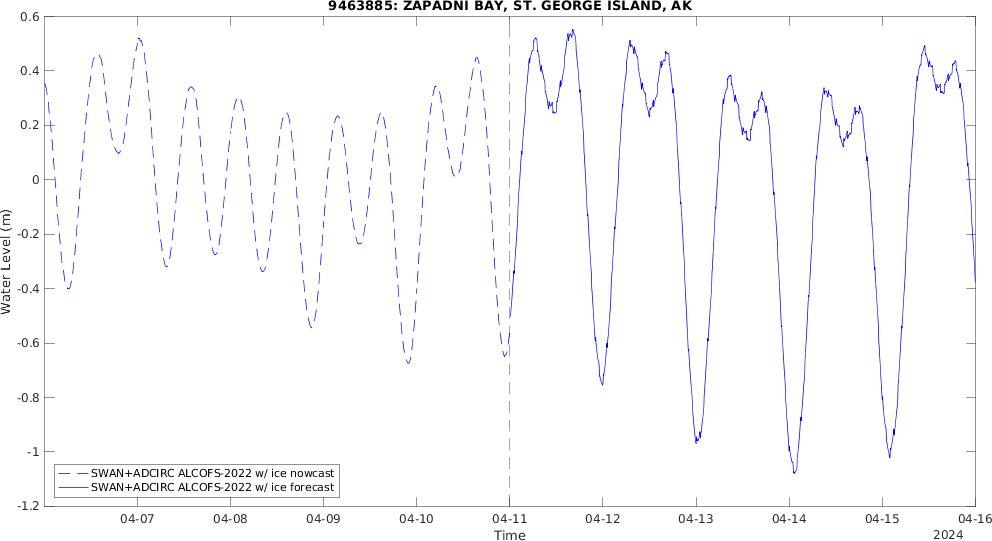 9463885: ZAPADNI BAY, ST. GEORGE ISLAND, AK
0.6
0.4
0.2
0
-0.2
-0.4
-0.6
-0.8
-1
-1.2
Water Level (m)
SWAN+ADCIRC ALCOFS-2022 w/ ice nowcast
SWAN+ADCIRC ALCOFS-2022 w/ ice forecast
04-07 04-08 04-09 04-10 04-11 04-12 04-13 04-14 04-15 04-16
Time
2024